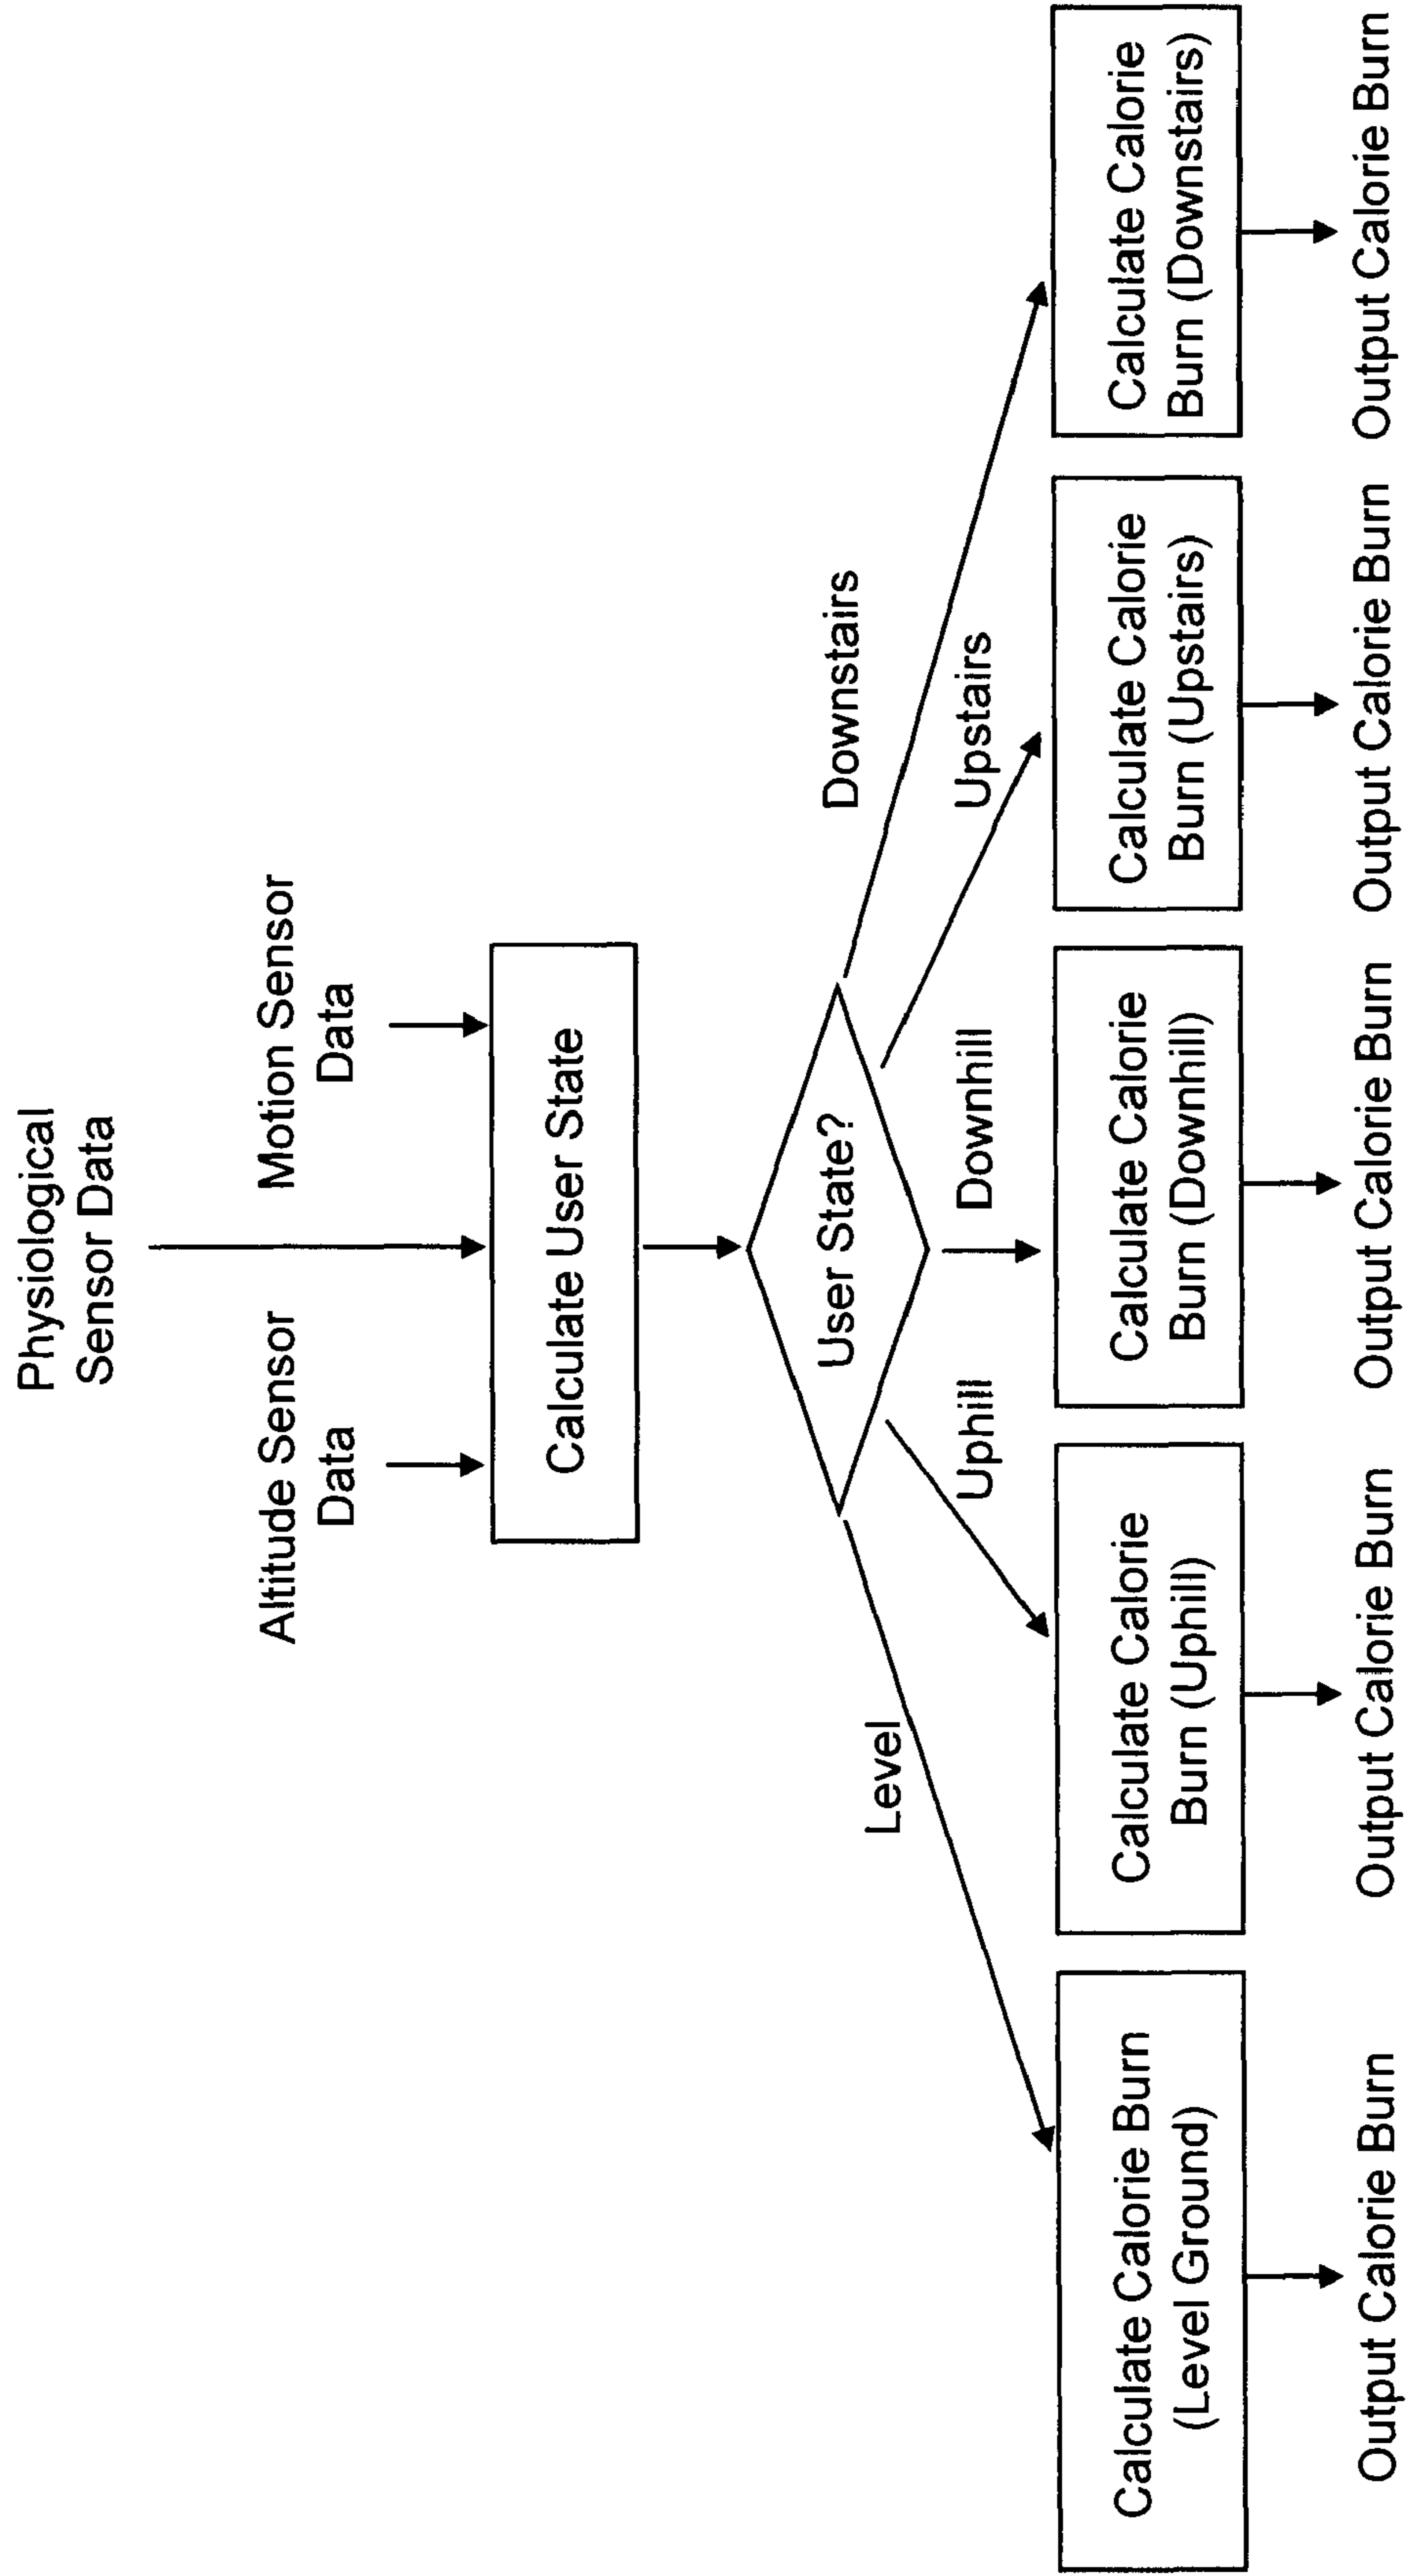 Physiological
Sensor Data
Altitude Sensor
Data
Motion Sensor
Data
Calculate User State
User State?
Level
Uphill
Downhill
Upstairs
Downstairs
Calculate Calorie Burn
(Level Ground)
Calculate Calorie
Burn (Uphill)
Calculate Calorie
Burn (Downhill)
Calculate Calorie
Burn (Upstairs)
Calculate Calorie
Burn (Downstairs)
Output Calorie Burn
Output Calorie Burn
Output Calorie Burn
Output Calorie Burn
Output Calorie Burn